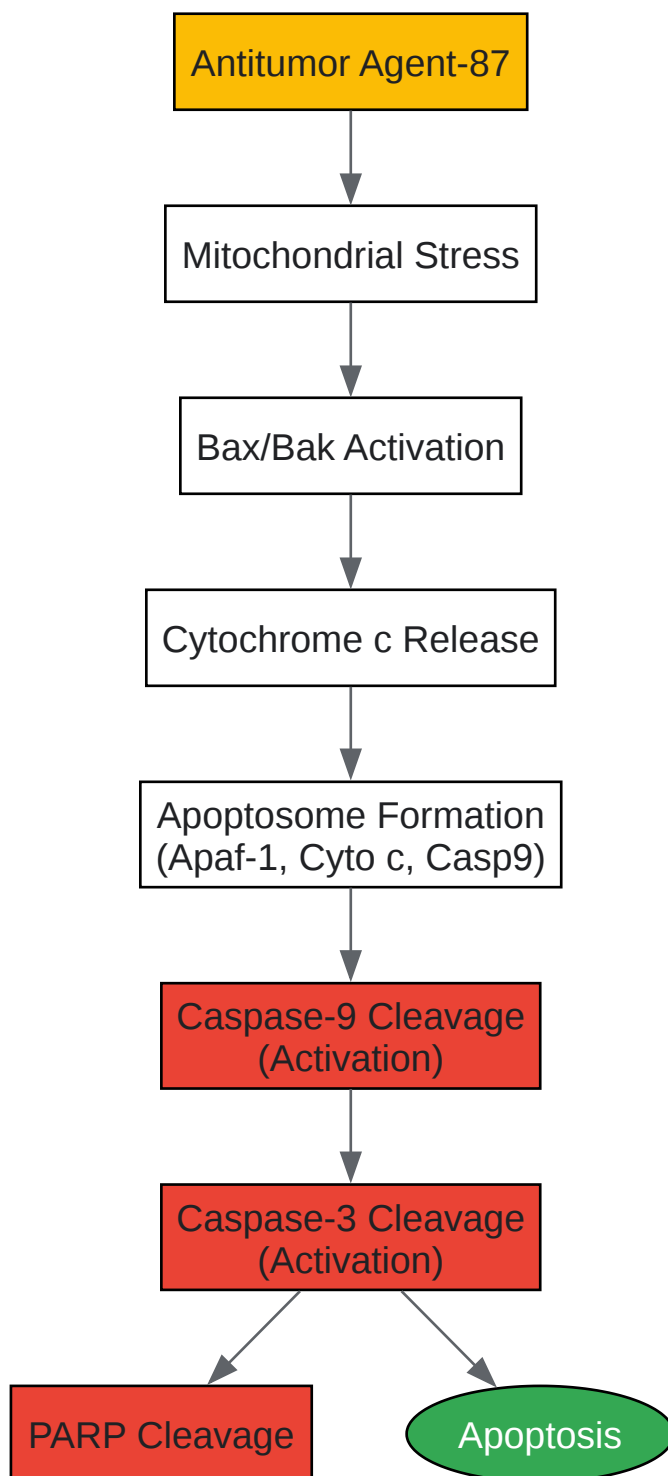 Antitumor Agent-87
Mitochondrial Stress
Bax/Bak Activation
Cytochrome c Release
Apoptosome Formation
(Apaf-1, Cyto c, Casp9)
Caspase-9 Cleavage
(Activation)
Caspase-3 Cleavage
(Activation)
PARP Cleavage
Apoptosis